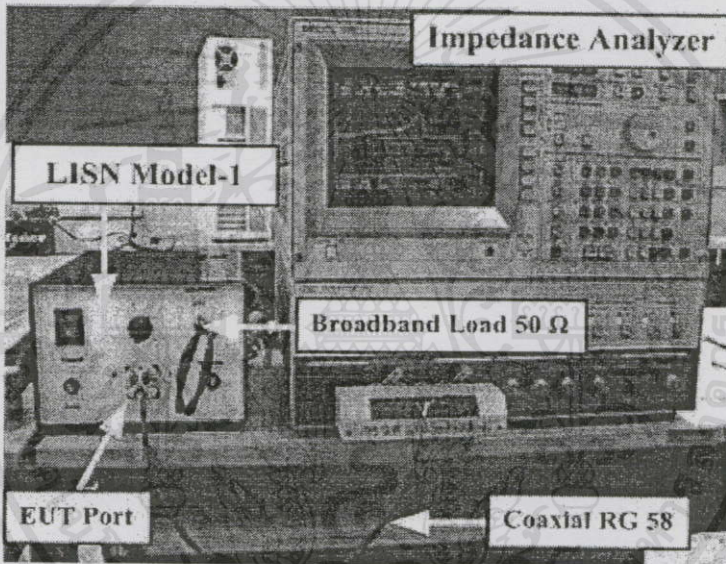 Impedance Analyzer
LISN Model-1
Broadband Load 50 Ω
EUT Port
Coaxial RG 58